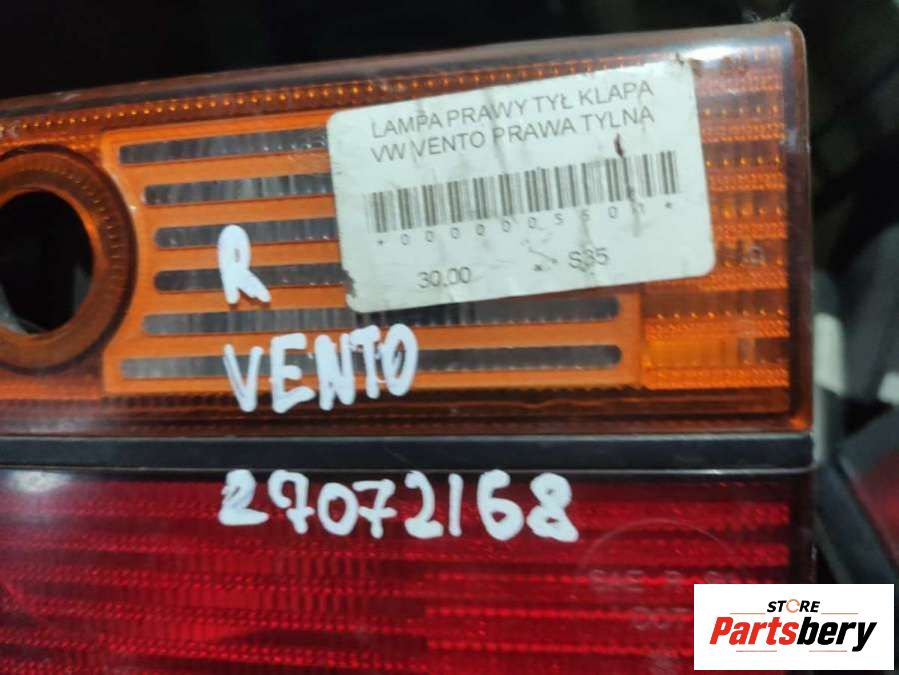 LAMPA PRAWY TYŁ KLAPA
VW VENTO PRAWA TYLNA
30,00
S35
R
VENTO
27072168
STORE
Partsbery